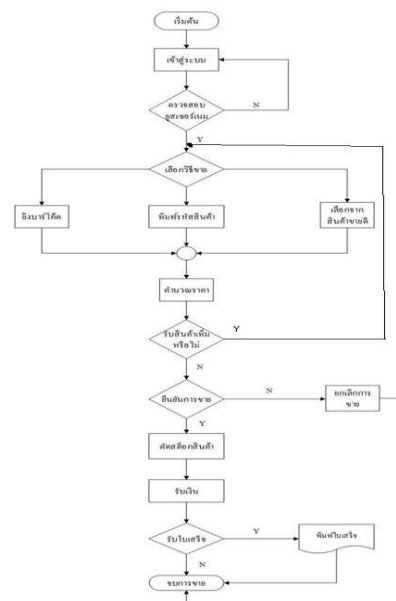 เริ่มต้น
เข้าสู่ระบบ
ตรวจสอบ
ยูสเซอร์เนม
N
Y
เลือกวิธีขาย
ยิงบาร์โค้ด
พิมพ์รหัสสินค้า
เลือกจาก
สินค้าขายดี
คำนวณราคา
รับสินค้าเพิ่ม
หรือไม่
Y
N
ยืนยันการขาย
N
ยกเลิกการ
ขาย
Y
ตัดสต็อกสินค้า
รับเงิน
รับใบเสร็จ
Y
พิมพ์ใบเสร็จ
N
จบการขาย